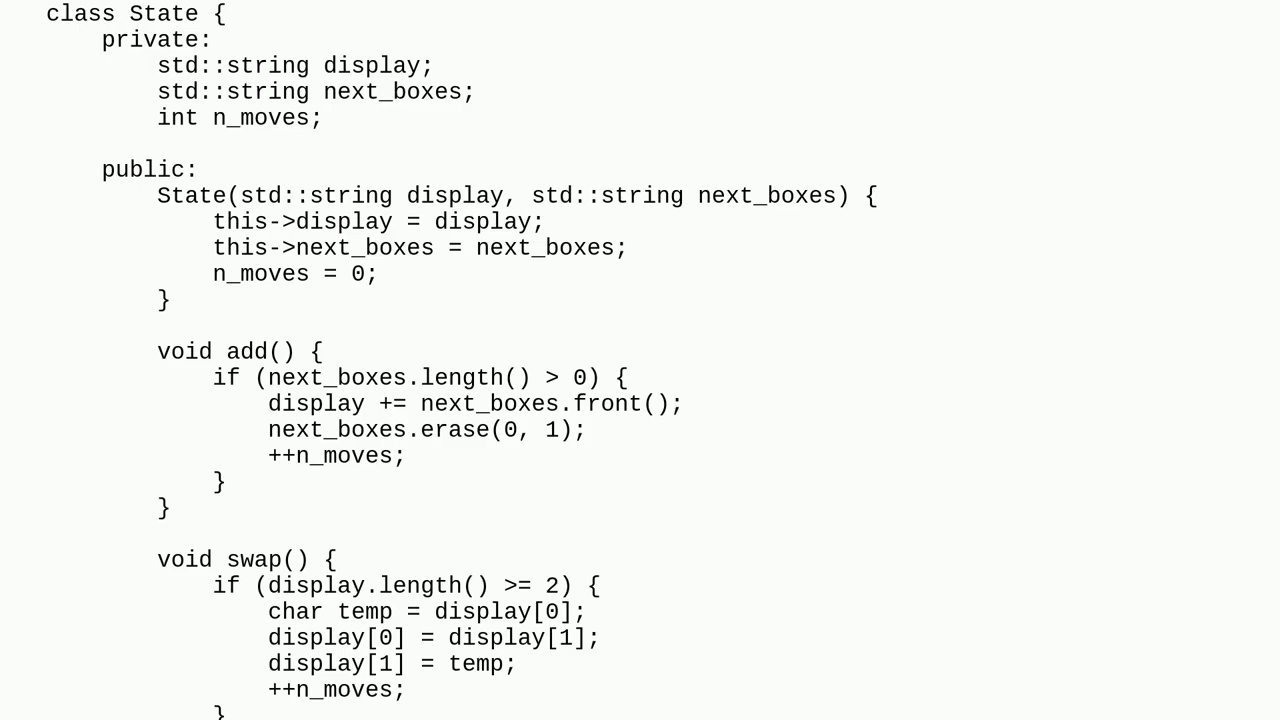 class State {
    private:
        std::string display;
        std::string next_boxes;
        int n_moves;

    public:
        State(std::string display, std::string next_boxes) {
            this->display = display;
            this->next_boxes = next_boxes;
            n_moves = 0;
        }

        void add() {
            if (next_boxes.length() > 0) {
                display += next_boxes.front();
                next_boxes.erase(0, 1);
                ++n_moves;
            }
        }

        void swap() {
            if (display.length() >= 2) {
                char temp = display[0];
                display[0] = display[1];
                display[1] = temp;
                ++n_moves;
            }